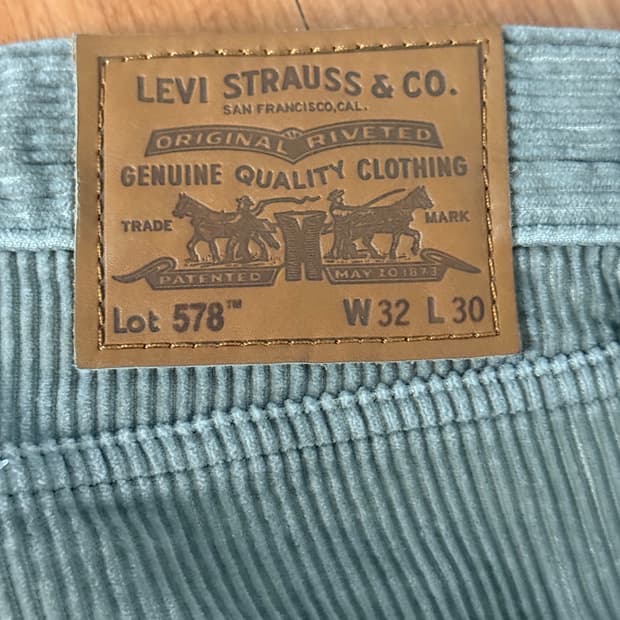 LEVI STRAUSS & CO.
SAN FRANCISCO, CAL.
ORIGINAL RIVETED
GENUINE QUALITY CLOTHING
TRADE MARK
PATENTED MAY 20 1873
Lot 578™ W 32 L 30